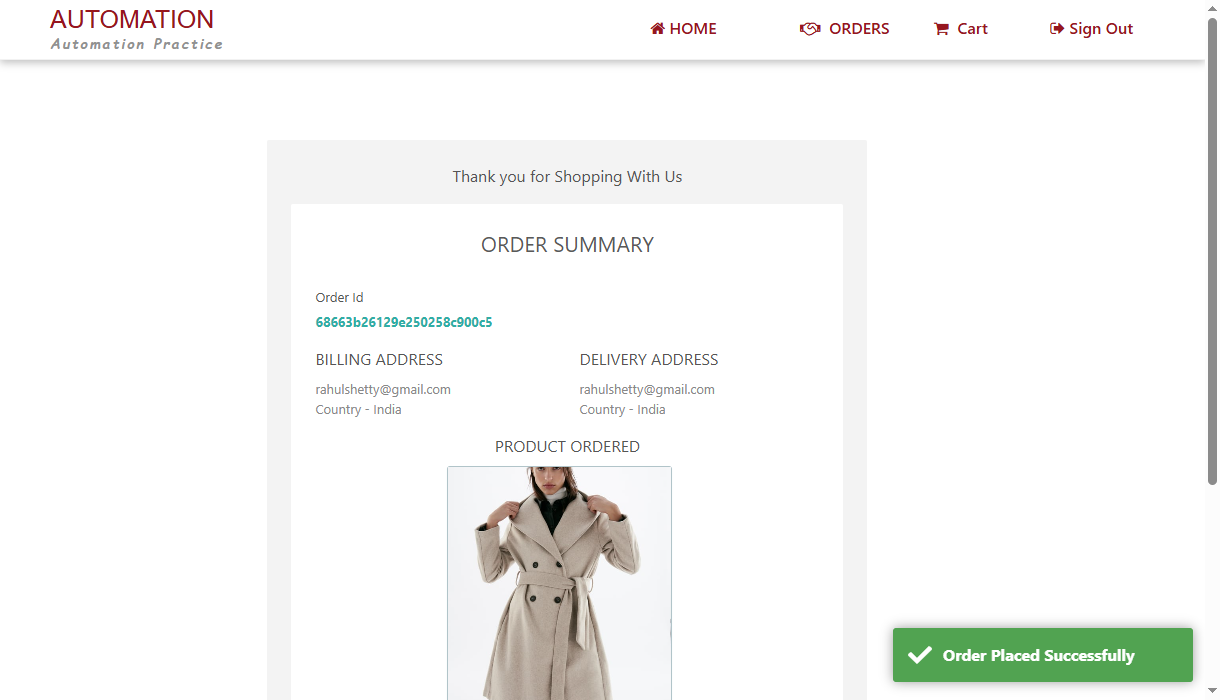 AUTOMATION
Automation Practice
HOME
ORDERS
Cart
Sign Out
Thank you for Shopping With Us
ORDER SUMMARY
Order Id
68663b26129e250258c900c5
BILLING ADDRESS
rahulshetty@gmail.com
Country - India
DELIVERY ADDRESS
rahulshetty@gmail.com
Country - India
PRODUCT ORDERED
Order Placed Successfully